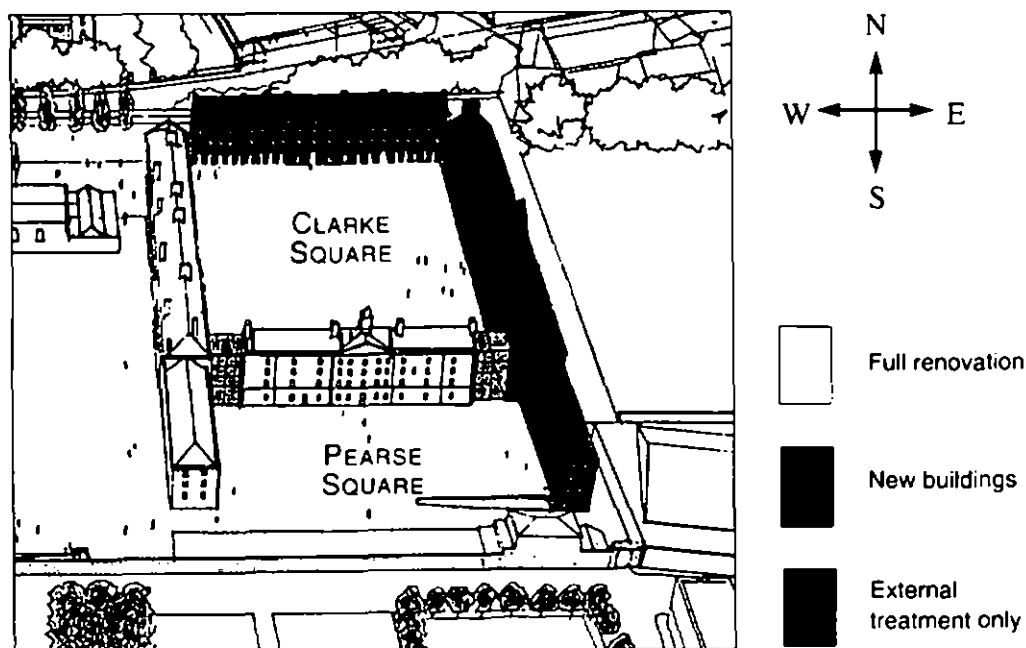 N
W E
S
CLARKE
SQUARE
PEARSE
SQUARE
Full renovation
New buildings
External
treatment only